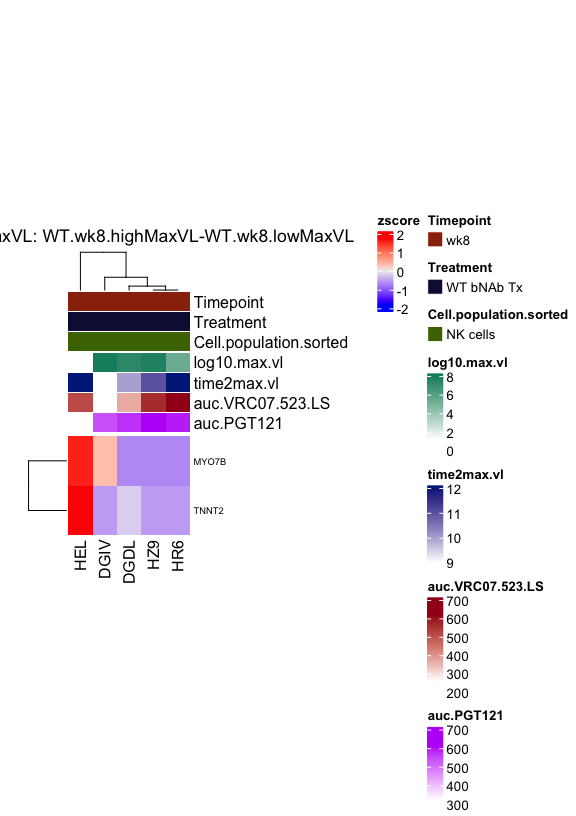 xVL: WT.wk8.highMaxVL-WT.wk8.lowMaxVL
Timepoint
Treatment
Cell.population.sorted
log10.max.vl
time2max.vl
auc.VRC07.523.LS
auc.PGT121
MYO7B
TNNT2
HEL
DGIV
DGDL
HZ9
HR6
zscore
2
1
0
-1
-2
Timepoint
wk8
Treatment
WT bNAb Tx
Cell.population.sorted
NK cells
log10.max.vl
8
6
4
2
0
time2max.vl
12
11
10
9
auc.VRC07.523.LS
700
600
500
400
300
200
auc.PGT121
700
600
500
400
300